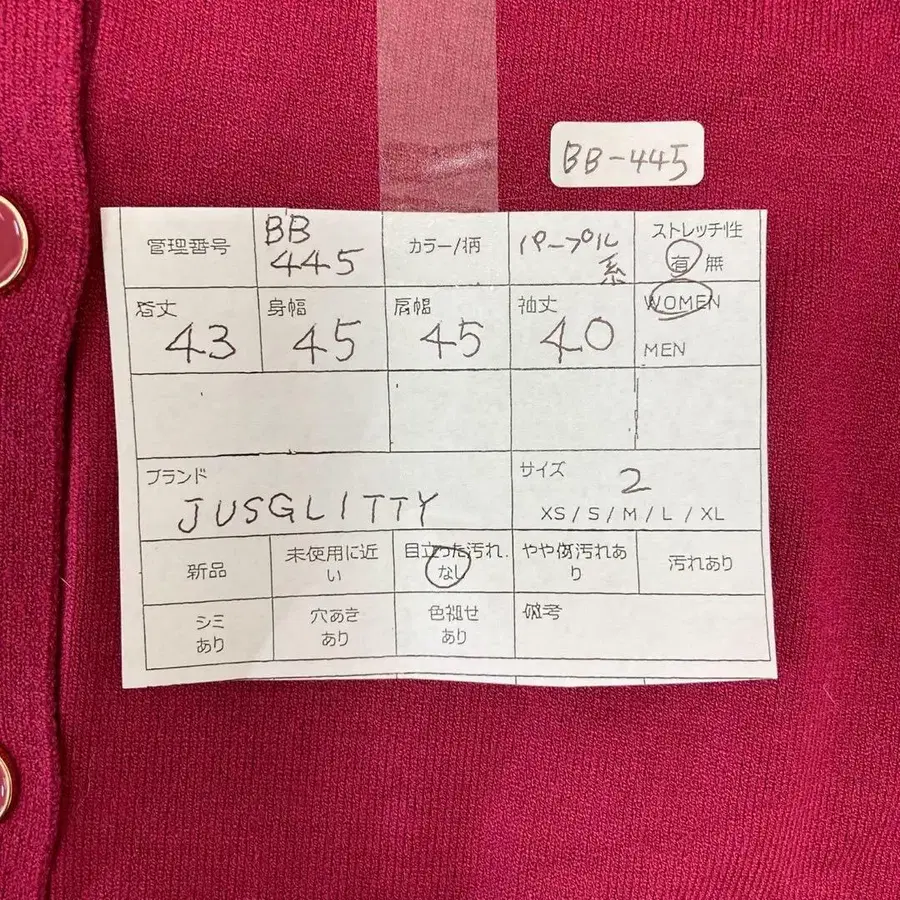 BB-445
管理番号
BB
445
カラー/柄
パープル
系
ストレッチ性
有 無
着丈
43
身幅
45
肩幅
45
袖丈
40
WOMEN
MEN
ブランド
JUSGLITTY
サイズ
2
XS/S/M/L/XL
新品
未使用に近
い
目立った汚れ
なし
やや傷汚れあ
り
汚れあり
シミ
あり
穴あき
あり
色褪せ
あり
備考